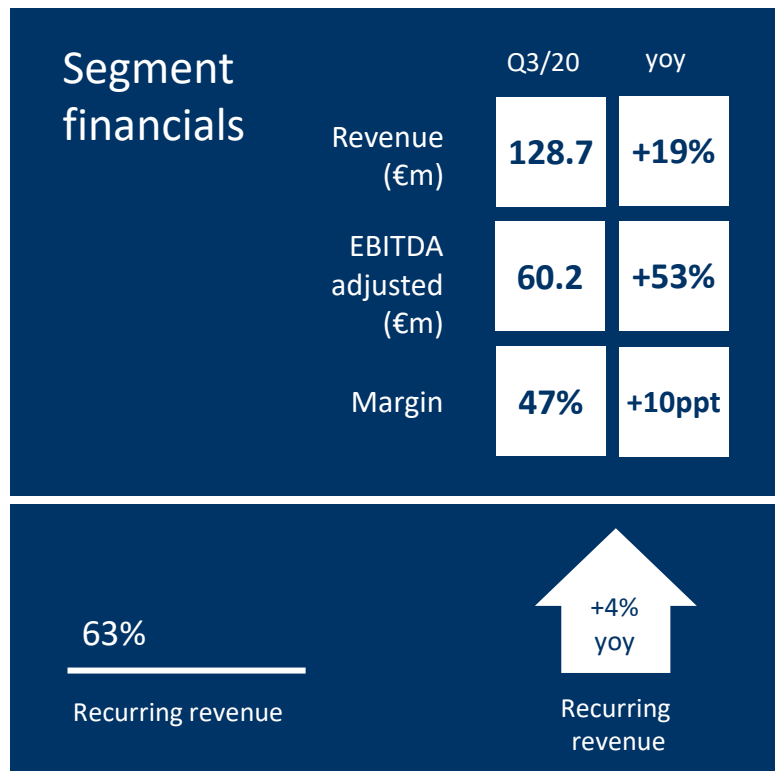 Segment
financials
Q3/20 yoy
Revenue
(€m)
128.7 +19%
EBITDA
adjusted
(€m)
60.2 +53%
Margin 47% +10ppt
63%
Recurring revenue
+4%
yoy
Recurring
revenue